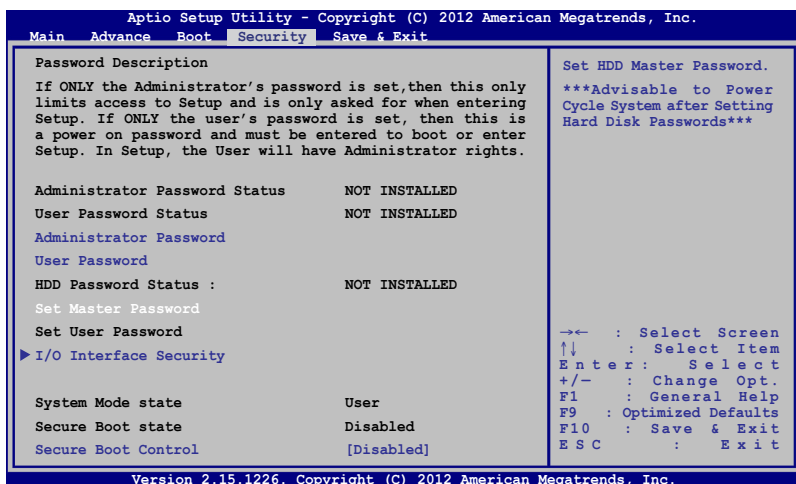 Aptio Setup Utility - Copyright (C) 2012 American Megatrends, Inc.
Main Advance Boot Security Save & Exit
Password Description
If ONLY the Administrator's password is set,then this only
limits access to Setup and is only asked for when entering
Setup. If ONLY the user's password is set, then this is
a power on password and must be entered to boot or enter
Setup. In Setup, the User will have Administrator rights.
Administrator Password Status NOT INSTALLED
User Password Status NOT INSTALLED
Administrator Password
User Password
HDD Password Status : NOT INSTALLED
Set Master Password
Set User Password
▶ I/O Interface Security
System Mode state User
Secure Boot state Disabled
Secure Boot Control [Disabled]
Set HDD Master Password.
***Advisable to Power
Cycle System after Setting
Hard Disk Passwords***
→← : Select Screen
↑↓ : Select Item
Enter: Select
+/— : Change Opt.
F1 : General Help
F9 : Optimized Defaults
F10 : Save & Exit
ESC : Exit
Version 2.15.1226. Copyright (C) 2012 American Megatrends, Inc.